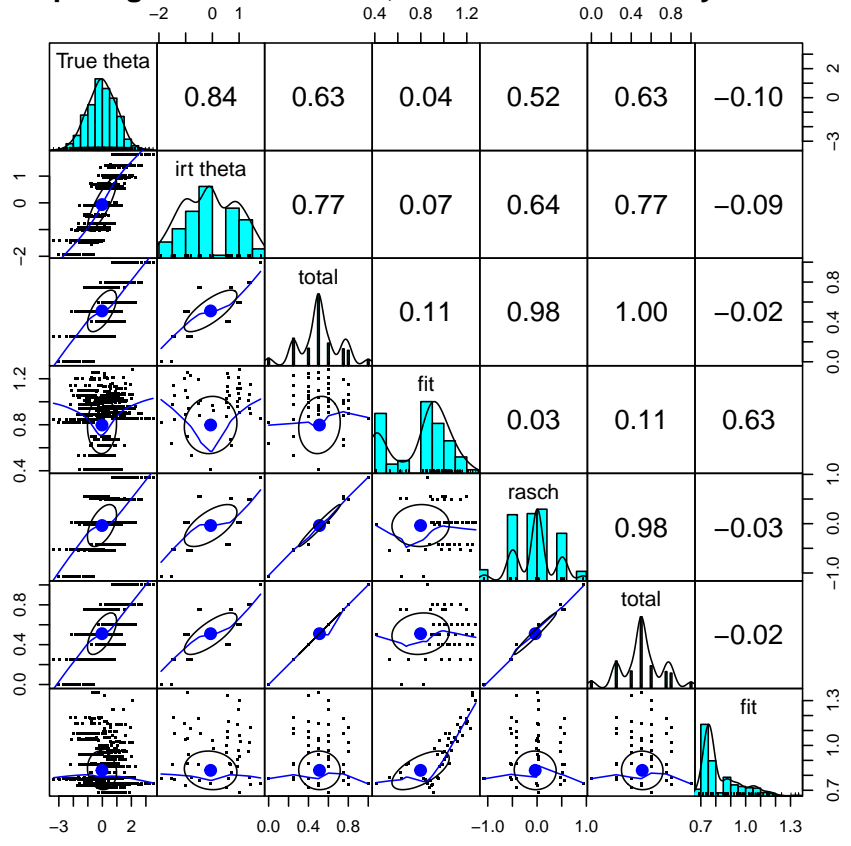 −2 0 1 0.4 0.8 1.2 0.0 0.4 0.8
True theta
0.84 0.63 0.04 0.52 0.63 −0.10
−3 0 2
irt theta
0.77 0.07 0.64 0.77 −0.09
−2 0 1
total
0.11 0.98 1.00 −0.02
0.0 0.4 0.8
fit
0.03 0.11 0.63
0.4 0.8 1.2
rasch
0.98 −0.03
−1.0 0.0 1.0
total
−0.02
0.0 0.4 0.8
fit
0.7 1.0 1.3
−3 0 2 0.0 0.4 0.8 −1.0 0.0 1.0 0.7 1.0 1.3